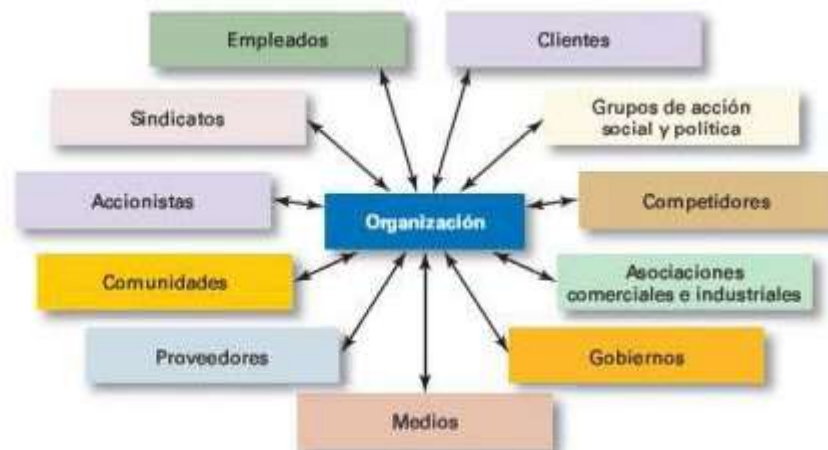 Empleados
Clientes
Sindicatos
Grupos de acción
social y política
Accionistas
Organización
Competidores
Comunidades
Asociaciones
comerciales e industriales
Proveedores
Gobiernos
Medios